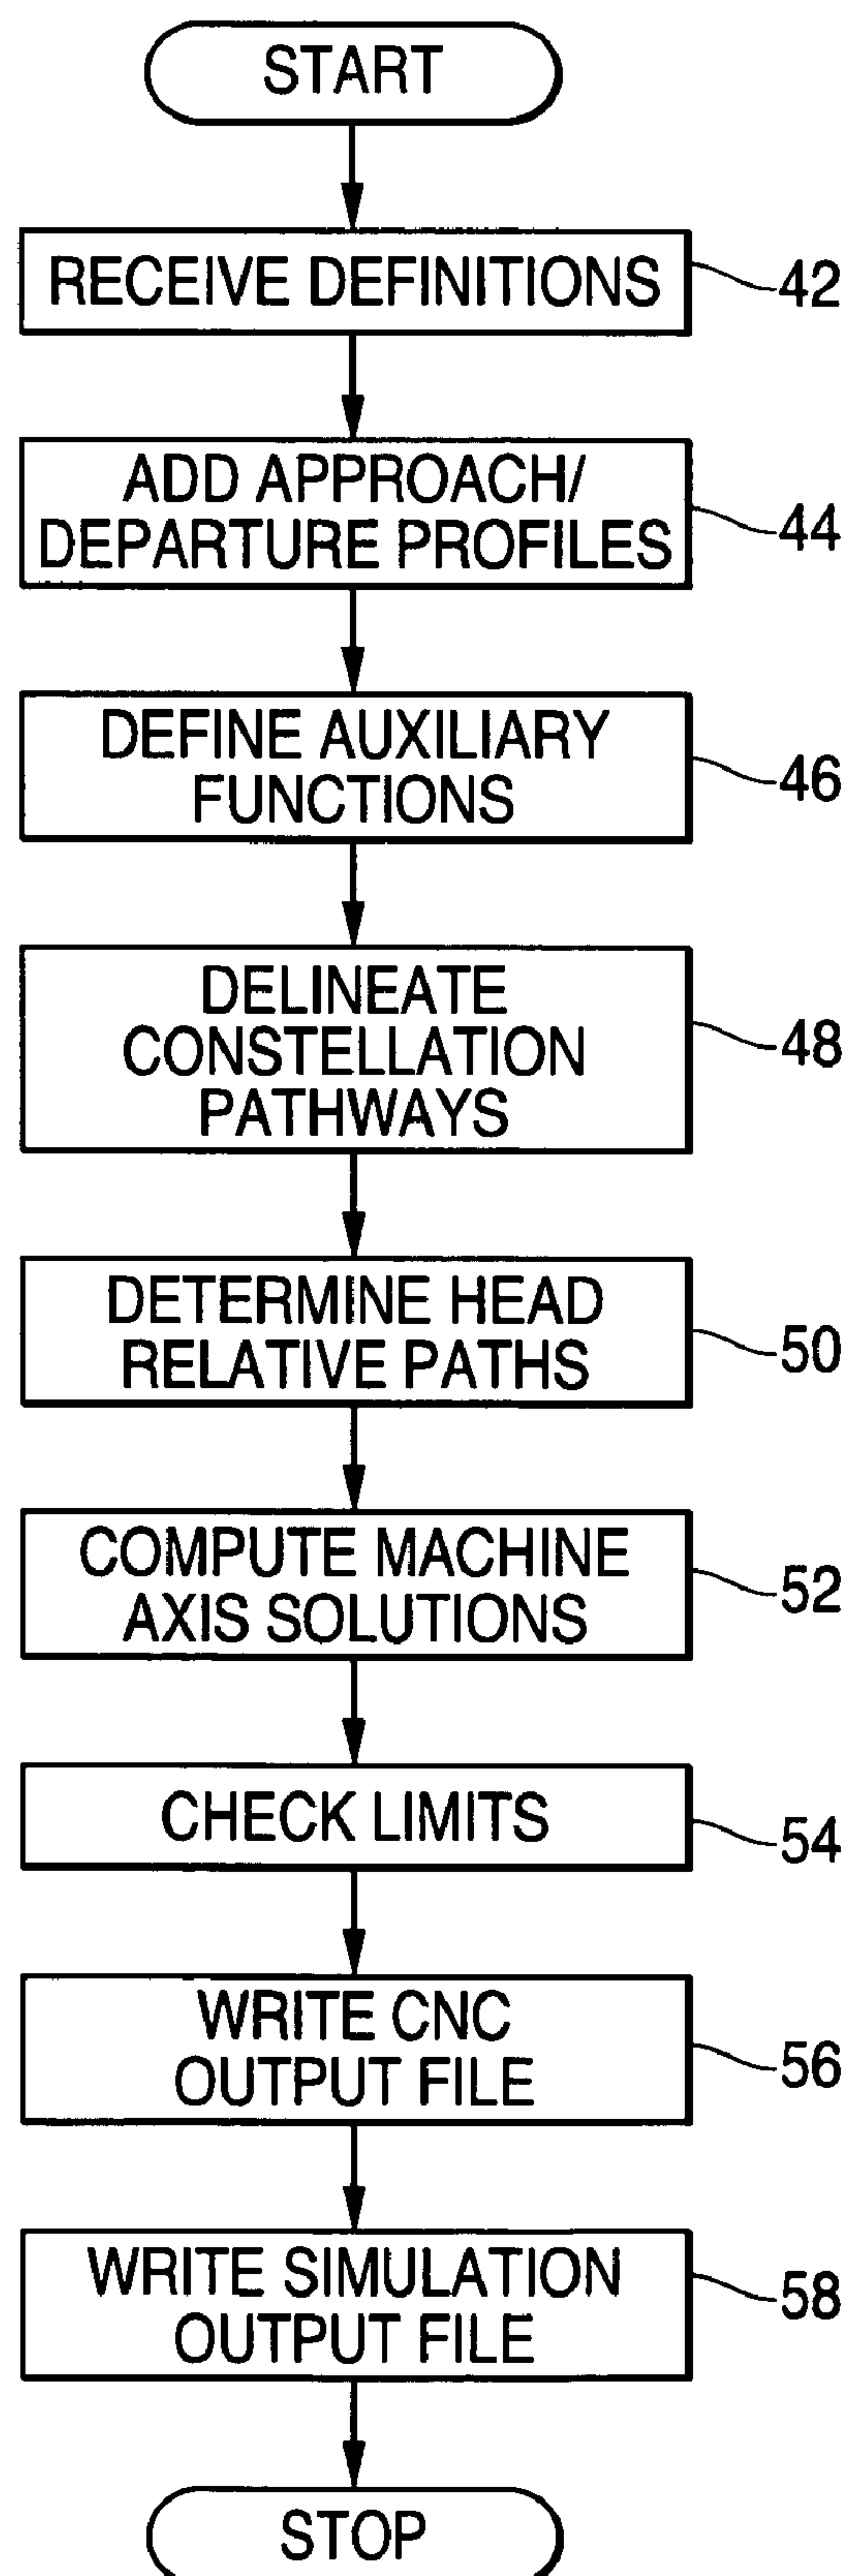 START
RECEIVE DEFINITIONS
42
ADD APPROACH/
DEPARTURE PROFILES
44
DEFINE AUXILIARY
FUNCTIONS
46
DELINEATE
CONSTELLATION
PATHWAYS
48
DETERMINE HEAD
RELATIVE PATHS
50
COMPUTE MACHINE
AXIS SOLUTIONS
52
CHECK LIMITS
54
WRITE CNC
OUTPUT FILE
56
WRITE SIMULATION
OUTPUT FILE
58
STOP